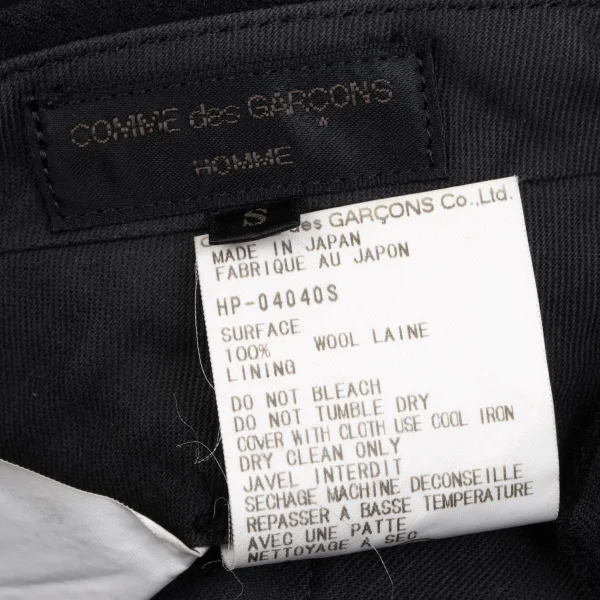 COMME des GARÇONS
HOMME
S
des GARÇONS Co.,Ltd.
MADE IN JAPAN
FABRIQUE AU JAPON
HP-04040S
SURFACE
100% WOOL LAINE
LINING
DO NOT BLEACH
DO NOT TUMBLE DRY
COVER WITH CLOTH USE COOL IRON
DRY CLEAN ONLY
JAVEL INTERDIT
SECHAGE MACHINE DECONSEILLE
REPASSER A BASSE TEMPERATURE
AVEC UNE PATTE
NETTOYAGE A SEC